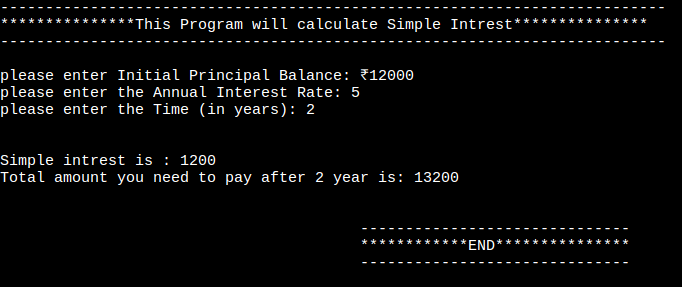 --------------------------------------------------------------------------
***************This Program will calculate Simple Intrest***************
--------------------------------------------------------------------------
please enter Initial Principal Balance: ₹12000
please enter the Annual Interest Rate: 5
please enter the Time (in years): 2
Simple intrest is : 1200
Total amount you need to pay after 2 year is: 13200
------------------------------
************END***************
------------------------------